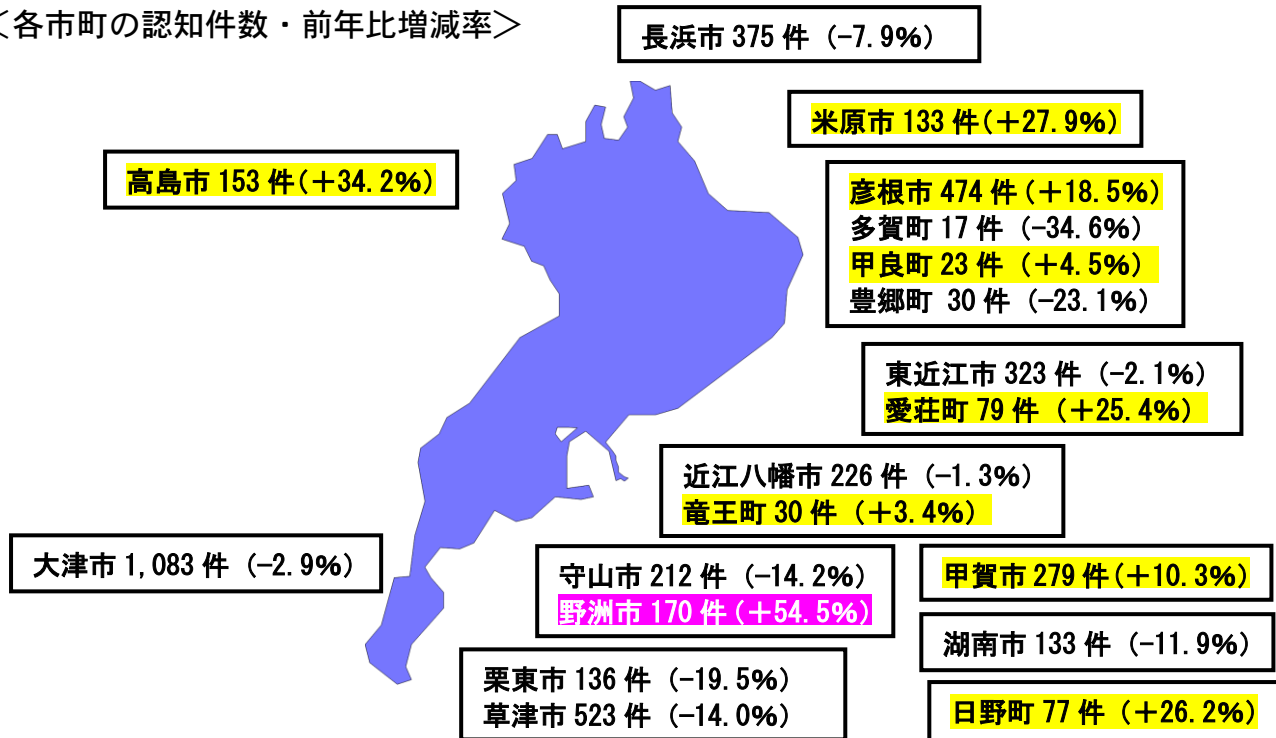 ＜各市町の認知件数・前年比増減率＞
長浜市 375 件（-7.9%）
米原市 133 件（＋27.9%）
高島市 153 件（＋34.2%）
彦根市 474 件（＋18.5%）
多賀町 17 件（-34.6%）
甲良町 23 件（＋4.5%）
豊郷町 30 件（-23.1%）
東近江市 323 件（-2.1%）
愛荘町 79 件（＋25.4%）
近江八幡市 226 件（-1.3%）
竜王町 30 件（＋3.4%）
大津市 1,083 件（-2.9%）
守山市 212 件（-14.2%）
野洲市 170 件（＋54.5%）
甲賀市 279 件（＋10.3%）
湖南市 133 件（-11.9%）
栗東市 136 件（-19.5%）
草津市 523 件（-14.0%）
日野町 77 件（＋26.2%）